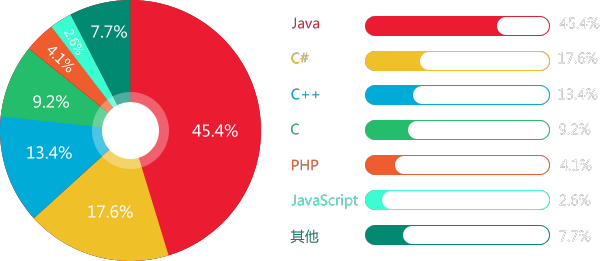 7.7%
2.6%
4.1%
9.2%
45.4%
13.4%
17.6%
Java 45.4%
C# 17.6%
C++ 13.4%
C 9.2%
PHP 4.1%
JavaScript 2.6%
其他 7.7%